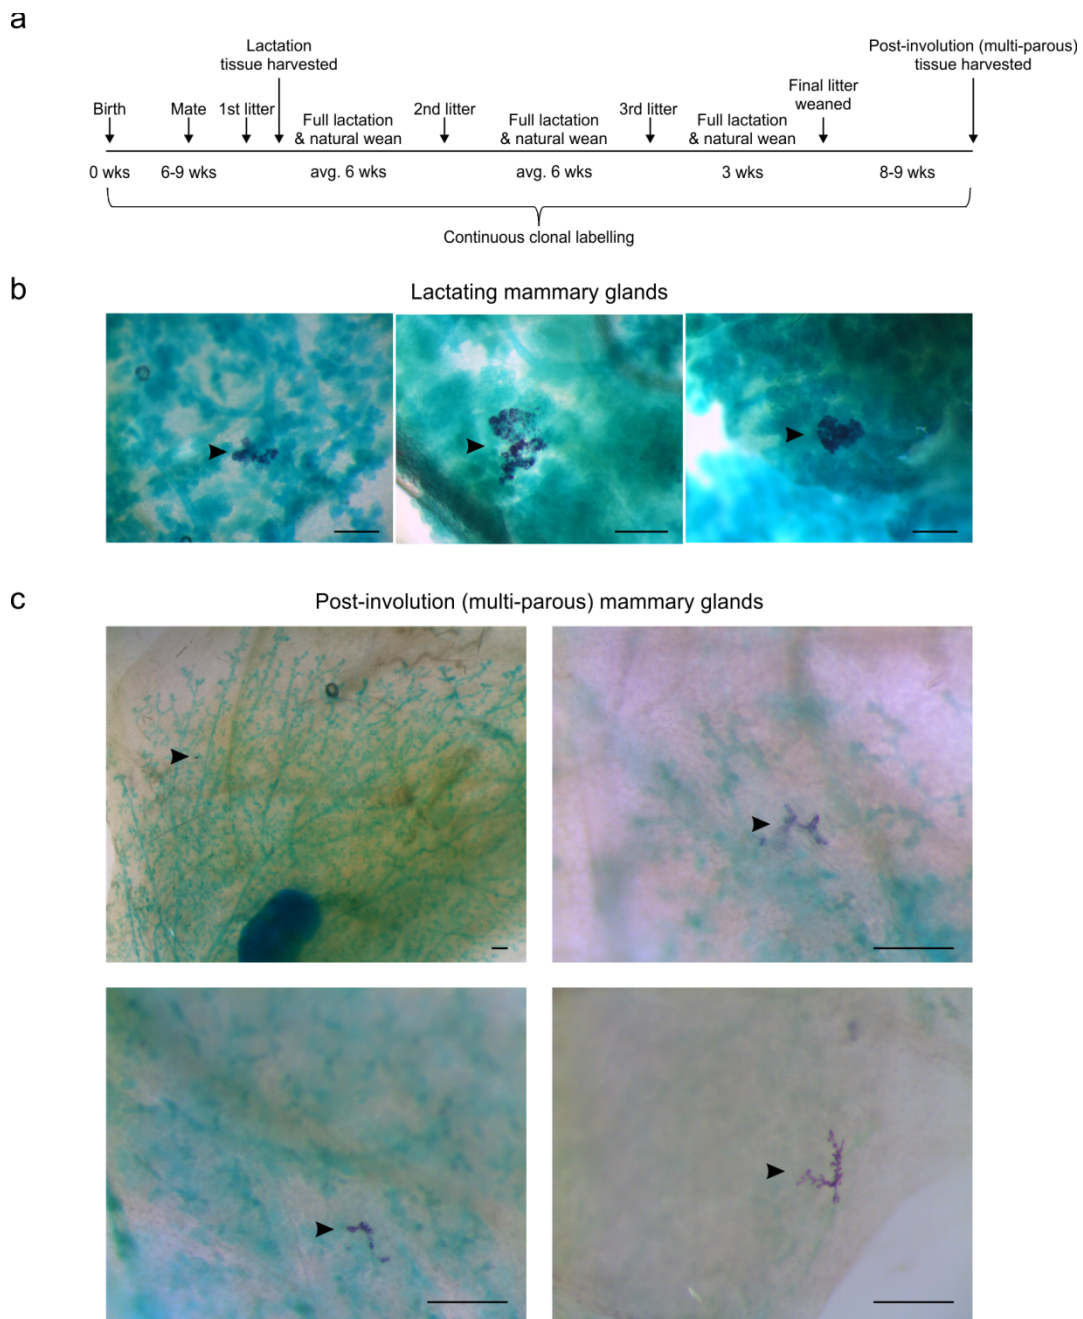 a
Lactation
tissue harvested
Post-involution (multi-parous)
tissue harvested
Birth
Mate
1st litter
Full lactation
& natural wean
2nd litter
Full lactation
& natural wean
3rd litter
Full lactation
& natural wean
Final litter
weaned
0 wks
6-9 wks
avg. 6 wks
avg. 6 wks
3 wks
8-9 wks
Continuous clonal labelling
b
Lactating mammary glands
c
Post-involution (multi-parous) mammary glands